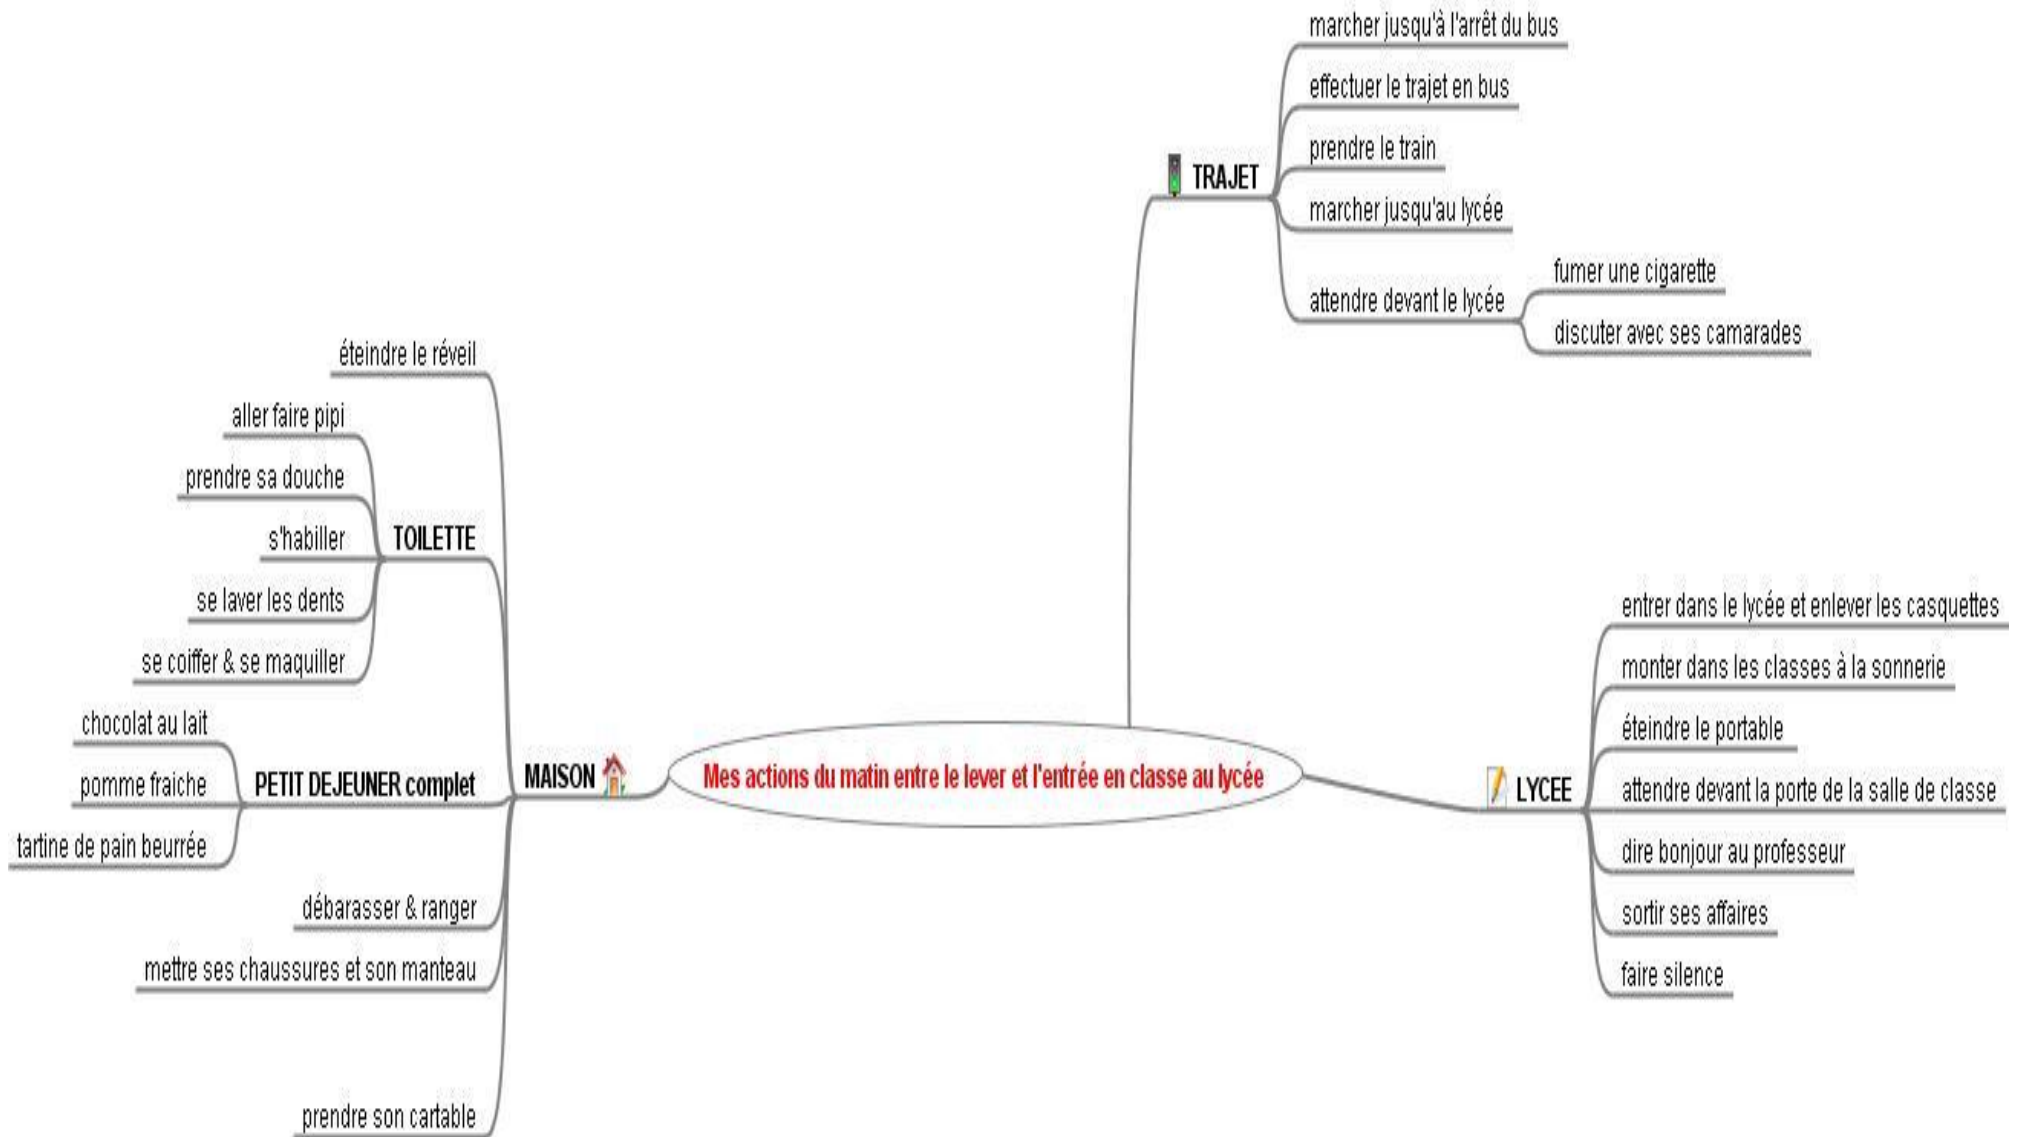 Mes actions du matin entre le lever et l'entrée en classe au lycée
MAISON
éteindre le réveil
TOILETTE
aller faire pipi
prendre sa douche
s'habiller
se laver les dents
se coiffer & se maquiller
PETIT DEJEUNER complet
chocolat au lait
pomme fraiche
tartine de pain beurrée
débarasser & ranger
mettre ses chaussures et son manteau
prendre son cartable
TRAJET
marcher jusqu'à l'arrêt du bus
effectuer le trajet en bus
prendre le train
marcher jusqu'au lycée
attendre devant le lycée
fumer une cigarette
discuter avec ses camarades
LYCEE
entrer dans le lycée et enlever les casquettes
monter dans les classes à la sonnerie
éteindre le portable
attendre devant la porte de la salle de classe
dire bonjour au professeur
sortir ses affaires
faire silence